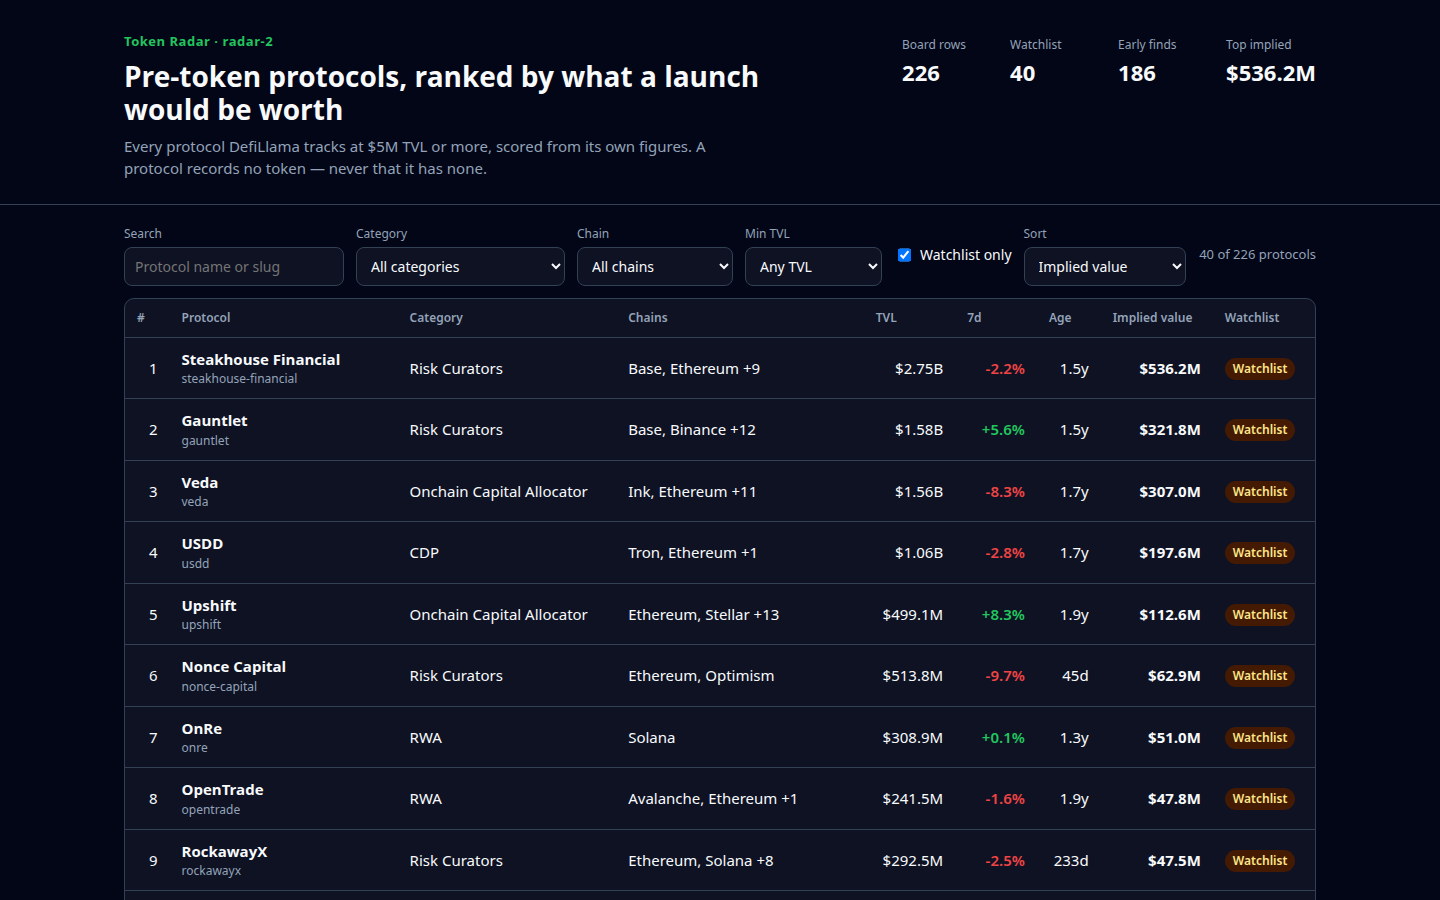 Token Radar · radar-2
Pre-token protocols, ranked by what a launch
would be worth
Every protocol DefiLlama tracks at $5M TVL or more, scored from its own figures. A
protocol records no token — never that it has none.
Board rows Watchlist Early finds Top implied
226 40 186 $536.2M
Search Category Chain Min TVL Sort
Protocol name or slug All categories All chains Any TVL Watchlist only Implied value 40 of 226 protocols
# Protocol Category Chains TVL 7d Age Implied value Watchlist
1 Steakhouse Financial Risk Curators Base, Ethereum +9 $2.75B -2.2% 1.5y $536.2M Watchlist
steakhouse-financial
2 Gauntlet Risk Curators Base, Binance +12 $1.58B +5.6% 1.5y $321.8M Watchlist
gauntlet
3 Veda Onchain Capital Allocator Ink, Ethereum +11 $1.56B -8.3% 1.7y $307.0M Watchlist
veda
4 USDD CDP Tron, Ethereum +1 $1.06B -2.8% 1.7y $197.6M Watchlist
usdd
5 Upshift Onchain Capital Allocator Ethereum, Stellar +13 $499.1M +8.3% 1.9y $112.6M Watchlist
upshift
6 Nonce Capital Risk Curators Ethereum, Optimism $513.8M -9.7% 45d $62.9M Watchlist
nonce-capital
7 OnRe RWA Solana $308.9M +0.1% 1.3y $51.0M Watchlist
onre
8 OpenTrade RWA Avalanche, Ethereum +1 $241.5M -1.6% 1.9y $47.8M Watchlist
opentrade
9 RockawayX Risk Curators Ethereum, Solana +8 $292.5M -2.5% 233d $47.5M Watchlist
rockawayx